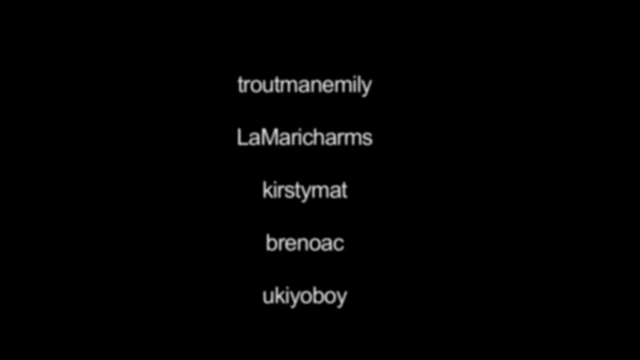 troutmanemily
LaMaricharms
kirstymat
brenoac
ukiyoboy